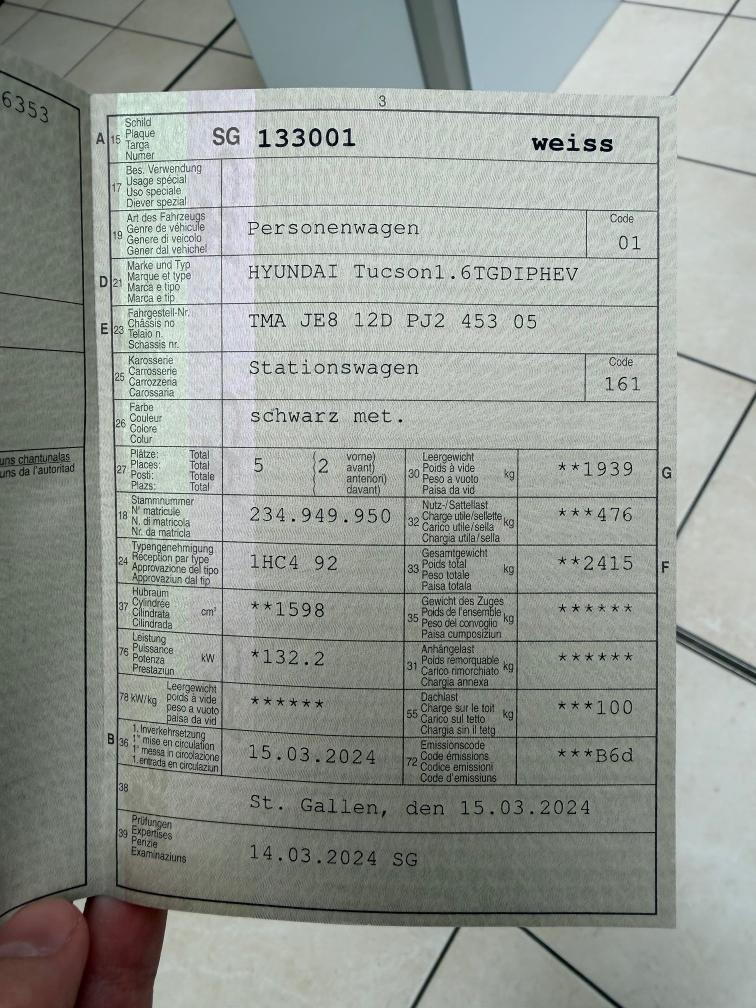 6353
uns chantunalas
uns da l'autoritad
3
A 15 Schild
Plaque
Targa
Numer
SG 133001 weiss
17 Bes. Verwendung
Usage spécial
Uso speciale
Diever spezial
19 Art des Fahrzeugs
Genre de véhicule
Genere di veicolo
Gener dal vehichel
Personenwagen
Code
01
D 21 Marke und Typ
Marque et type
Marca e tipo
Marca e tip
HYUNDAI Tucson1.6TGDIPHEV
E 23 Fahrgestell-Nr.
Châssis no
Telaio n.
Schassis nr.
TMA JE8 12D PJ2 453 05
25 Karosserie
Carrosserie
Carrozzeria
Carossaria
Stationswagen
Code
161
26 Farbe
Couleur
Colore
Colur
schwarz met.
27 Plätze: Total
Places: Total
Posti: Totale
Plazs: Total
5 (2 vorne)
avant)
anteriori)
davant)
30 Leergewicht
Poids à vide
Peso a vuoto
Paisa da vid
kg
**1939
G
18 Stammnummer
N° matricule
N. di matricola
Nr. da matricla
234.949.950
32 Nutz-/Sattellast
Charge utile/sellette
Carico utile/sella
Chargia utila/sella
kg
***476
24 Typengenehmigung
Réception par type
Approvazione del tipo
Approvaziun dal tip
1HC4 92
33 Gesamtgewicht
Poids total
Peso totale
Paisa totala
kg
**2415
F
37 Hubraum
Cylindrée
Cilindrata
Cilindrada
cm³
**1598
35 Gewicht des Zuges
Poids de l'ensemble
Peso del convoglio
Paisa cumposiziun
kg
******
76 Leistung
Puissance
Potenza
Prestaziun
kW
*132.2
31 Anhängelast
Poids remorquable
Carico rimorchiato
Chargia annexa
kg
******
78 kW/kg Leergewicht
poids à vide
peso a vuoto
paisa da vid
******
55 Dachlast
Charge sur le toit
Carico sul tetto
Chargia sin il tetg
kg
***100
B 36 1. Inverkehrsetzung
1re mise en circulation
1a messa in circolazione
1. entrada en circulaziun
15.03.2024
72 Emissionscode
Code émissions
Codice emissioni
Code d'emissiuns
***B6d
38
St. Gallen, den 15.03.2024
39 Prüfungen
Expertises
Perizie
Examinaziuns
14.03.2024 SG